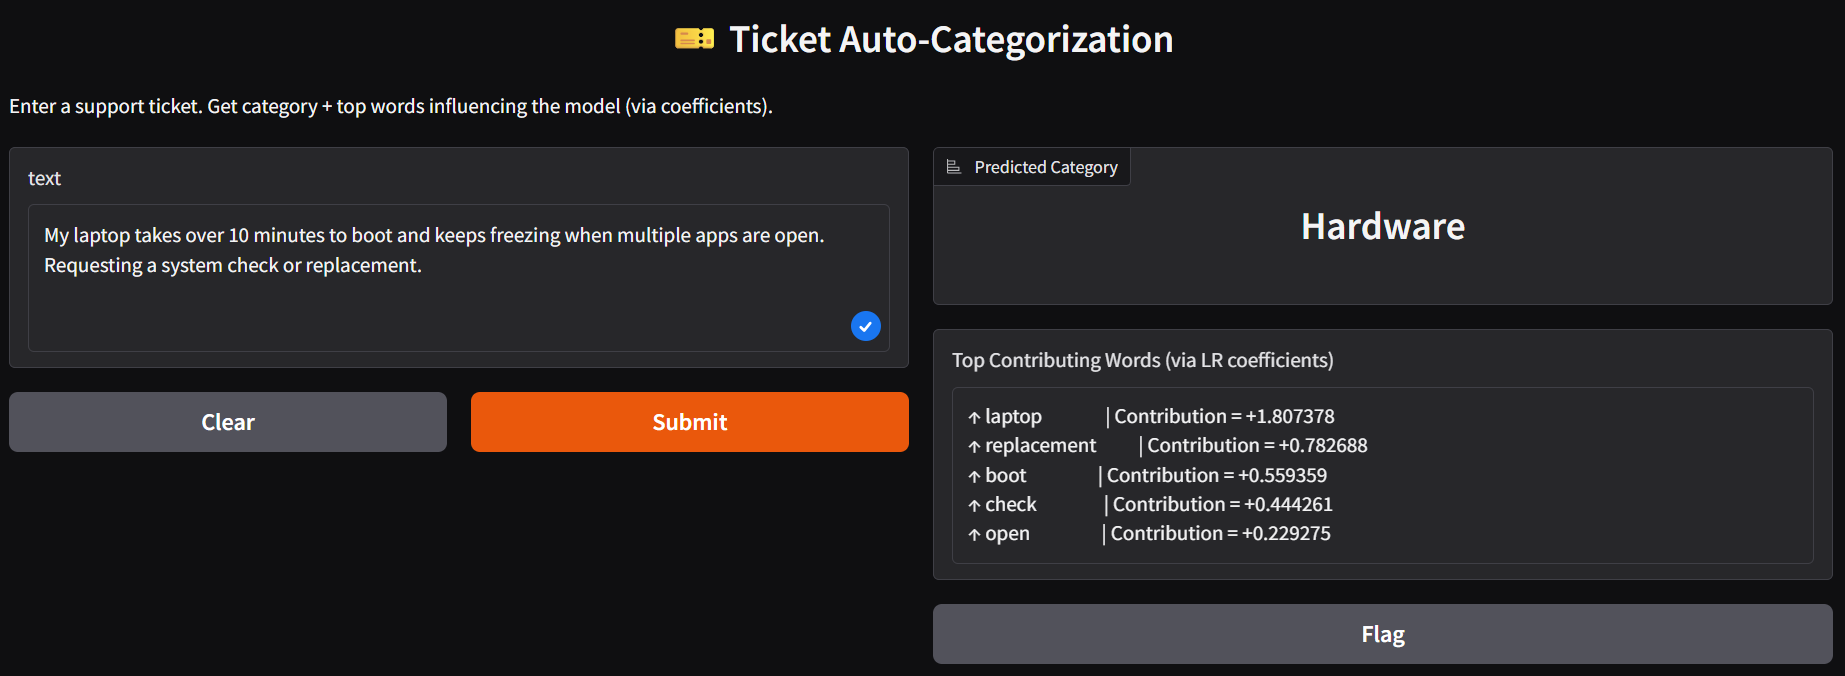 🎫 Ticket Auto-Categorization
Enter a support ticket. Get category + top words influencing the model (via coefficients).
text
My laptop takes over 10 minutes to boot and keeps freezing when multiple apps are open.
Requesting a system check or replacement.
Clear
Submit
Predicted Category
Hardware
Top Contributing Words (via LR coefficients)
↑ laptop | Contribution = +1.807378
↑ replacement | Contribution = +0.782688
↑ boot | Contribution = +0.559359
↑ check | Contribution = +0.444261
↑ open | Contribution = +0.229275
Flag